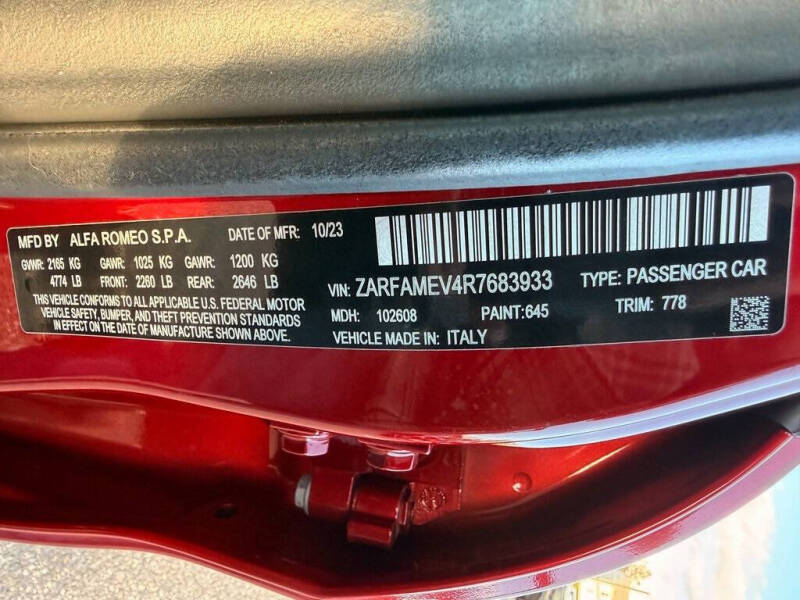 MFD BY ALFA ROMEO S.P.A. DATE OF MFR: 10/23
GVWR: 2165 KG GAWR: 1025 KG GAWR: 1200 KG
4774 LB FRONT: 2260 LB REAR: 2646 LB
THIS VEHICLE CONFORMS TO ALL APPLICABLE U.S. FEDERAL MOTOR
VEHICLE SAFETY, BUMPER, AND THEFT PREVENTION STANDARDS
IN EFFECT ON THE DATE OF MANUFACTURE SHOWN ABOVE.
VIN: ZARFAMEV4R7683933 TYPE: PASSENGER CAR
MDH: 102608 PAINT:645 TRIM: 778
VEHICLE MADE IN: ITALY